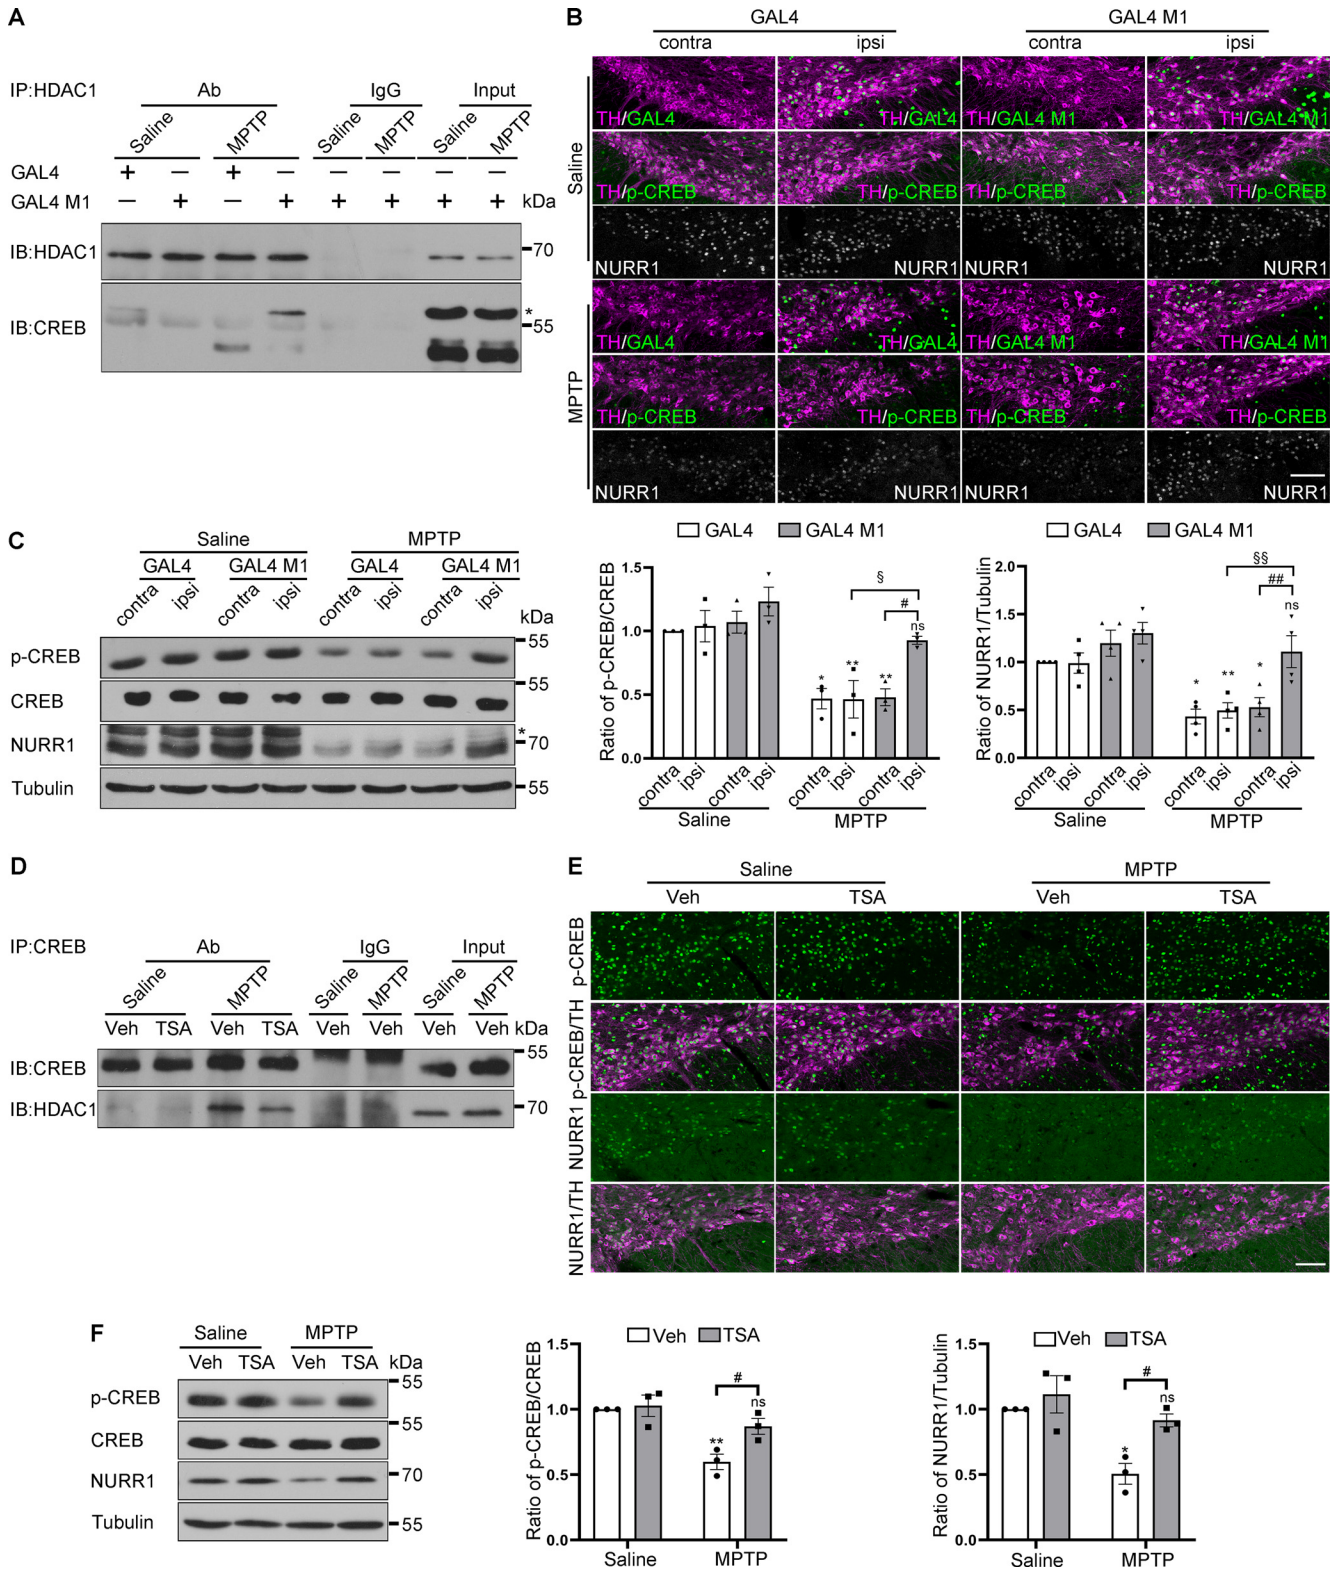 A
IP:HDAC1
Ab
IgG
Input
Saline
MPTP
Saline
MPTP
Saline
MPTP
GAL4 + — + —
GAL4 M1 — + — + + + + + kDa
IB:HDAC1
70
IB:CREB
*
55
B
GAL4
GAL4 M1
contra
ipsi
contra
ipsi
Saline
TH/GAL4
TH/GAL4
TH/GAL4 M1
TH/GAL4 M1
TH/p-CREB
TH/p-CREB
TH/p-CREB
TH/p-CREB
NURR1
NURR1
NURR1
NURR1
MPTP
TH/GAL4
TH/GAL4
TH/GAL4 M1
TH/GAL4 M1
TH/p-CREB
TH/p-CREB
TH/p-CREB
TH/p-CREB
NURR1
NURR1
NURR1
NURR1
C
Saline
MPTP
GAL4
GAL4 M1
GAL4
GAL4 M1
contra
ipsi
contra
ipsi
contra
ipsi
contra
ipsi
kDa
p-CREB
55
CREB
55
NURR1
*
70
Tubulin
55
GAL4
GAL4 M1
Ratio of p-CREB/CREB
1.5
1.0
0.5
0.0
*
**
**
ns
#
§
contra
ipsi
contra
ipsi
contra
ipsi
contra
ipsi
Saline
MPTP
GAL4
GAL4 M1
Ratio of NURR1/Tubulin
2.0
1.5
1.0
0.5
0.0
*
**
*
ns
##
§§
contra
ipsi
contra
ipsi
contra
ipsi
contra
ipsi
Saline
MPTP
D
IP:CREB
Ab
IgG
Input
Saline
MPTP
Saline
MPTP
Saline
MPTP
Veh TSA Veh TSA Veh Veh Veh Veh kDa
IB:CREB
55
IB:HDAC1
70
E
Saline
MPTP
Veh
TSA
Veh
TSA
p-CREB
p-CREB/TH
NURR1
NURR1/TH
F
Saline
MPTP
Veh TSA Veh TSA kDa
p-CREB
55
CREB
55
NURR1
70
Tubulin
55
Veh
TSA
Ratio of p-CREB/CREB
1.5
1.0
0.5
0.0
**
ns
#
Saline
MPTP
Veh
TSA
Ratio of NURR1/Tubulin
1.5
1.0
0.5
0.0
*
ns
#
Saline
MPTP